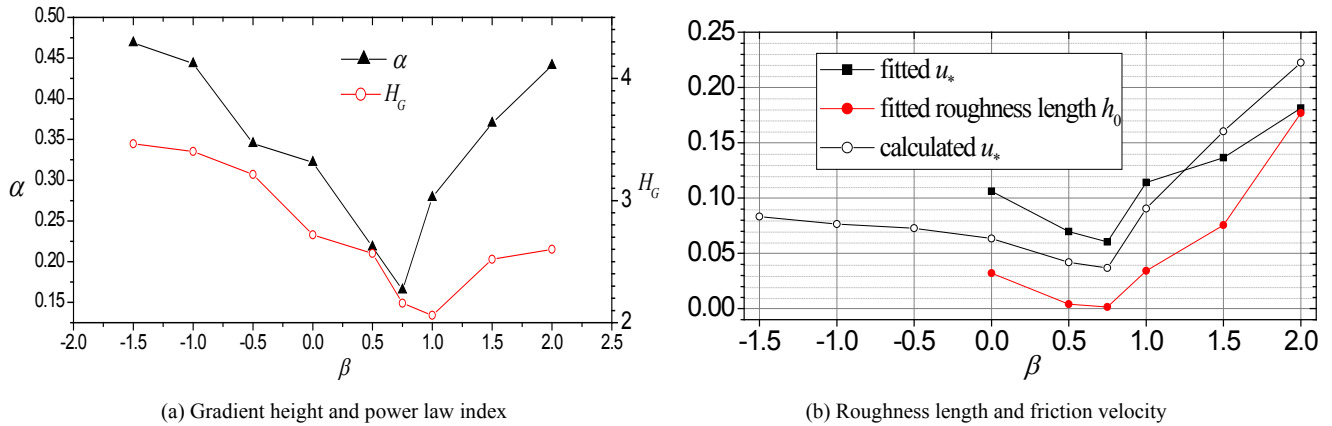 0.50
0.45
0.40
0.35
0.30
0.25
0.20
0.15
α
-2.0 -1.5 -1.0 -0.5 0.0 0.5 1.0 1.5 2.0 2.5
β
4
3
2
H_G
α
H_G
(a) Gradient height and power law index
0.25
0.20
0.15
0.10
0.05
0.00
-1.5 -1.0 -0.5 0.0 0.5 1.0 1.5 2.0
β
fitted u_*
fitted roughness length h_0
calculated u_*
(b) Roughness length and friction velocity